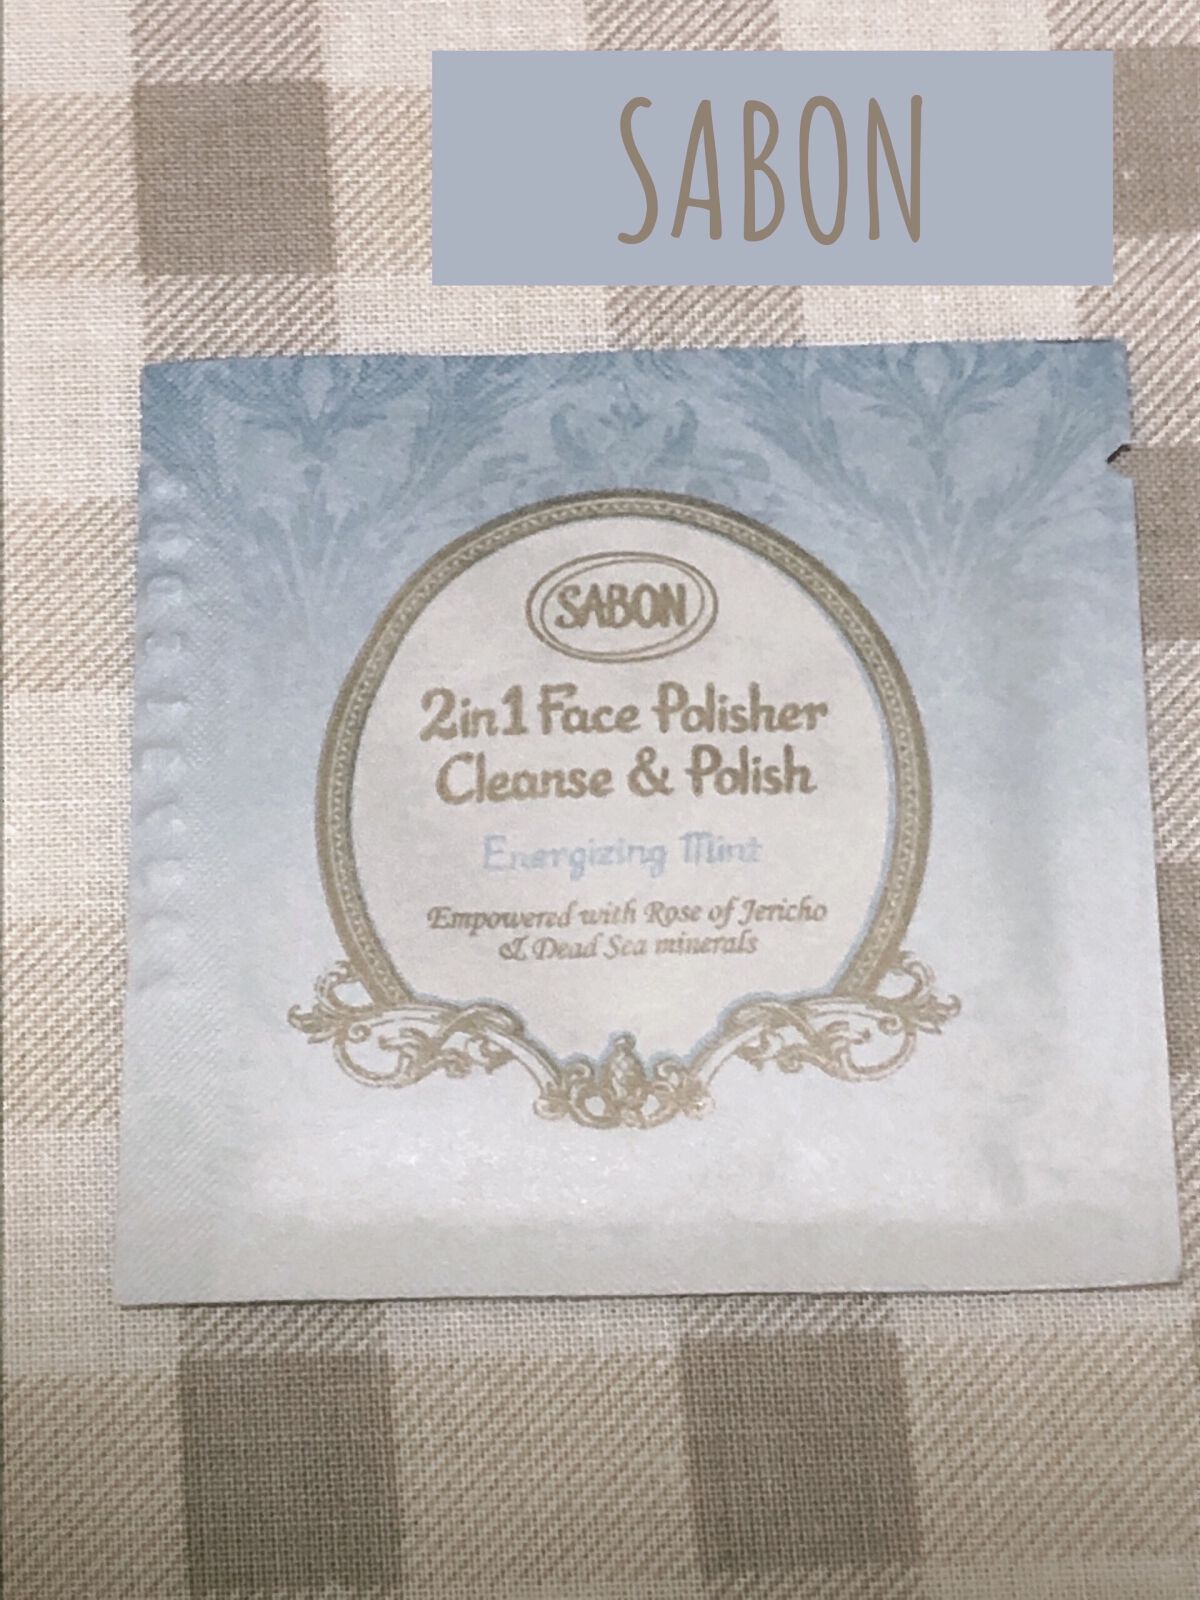 SABON
SABON
2in1 Face Polisher
Cleanse & Polish
Energizing Mint
Empowered with Rose of Jericho
& Dead Sea minerals